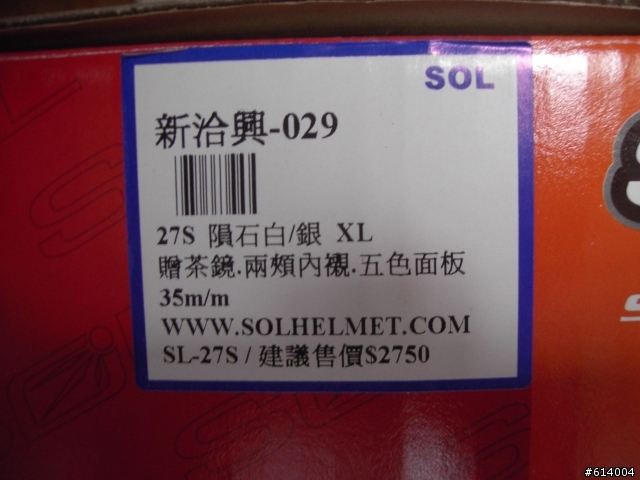 SOL
新洽興-029
27S 隕石白/銀 XL
贈茶鏡.兩頰內襯.五色面板
35m/m
WWW.SOLHELMET.COM
SL-27S / 建議售價$2750
#614004